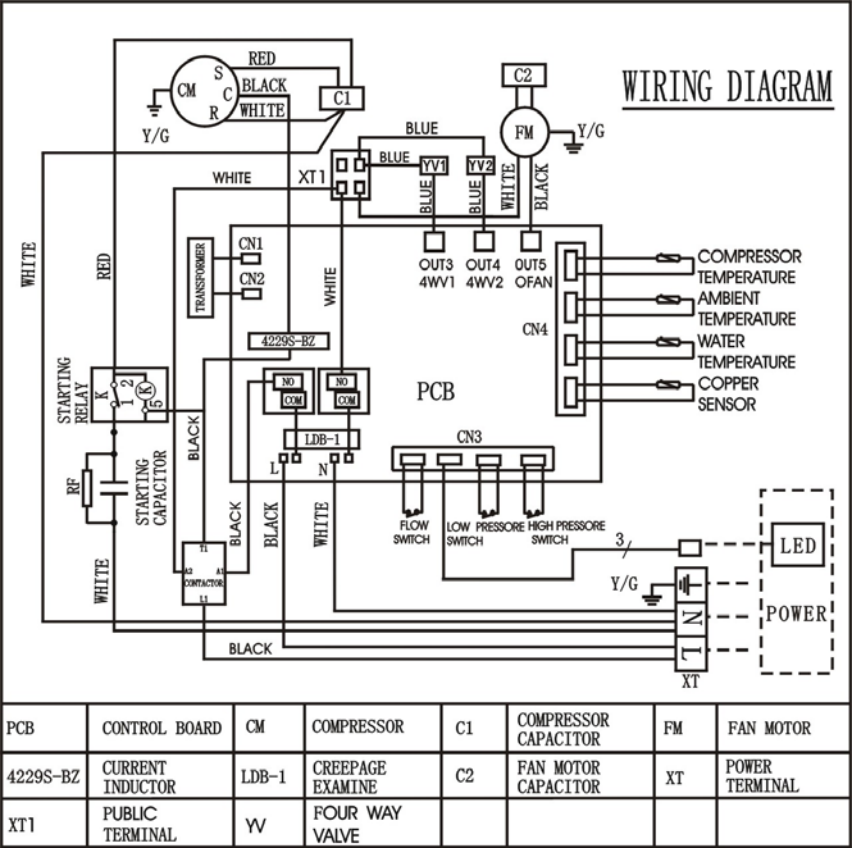 WIRING DIAGRAM
RED
BLACK
WHITE
CM
S
C
R
Y/G
C1
C2
FM
Y/G
BLUE
BLUE
YV1
YV2
WHITE
XT1
BLUE
BLUE
WHITE
BLACK
WHITE
RED
TRANSFORMER
CN1
CN2
WHITE
OUT3
4WV1
OUT4
4WV2
OUT5
OFAN
CN4
COMPRESSOR
TEMPERATURE
AMBIENT
TEMPERATURE
WATER
TEMPERATURE
COPPER
SENSOR
4229S-BZ
PCB
STARTING
RELAY
K
2
1
K
5
NO
COM
NO
COM
LDB-1
L
N
CN3
BLACK
RF
STARTING
CAPACITOR
BLACK
BLACK
WHITE
FLOW
SWITCH
LOW PRESSURE
SWITCH
HIGH PRESSURE
SWITCH
3
WHITE
T1
A2
A1
CONTACTOR
L1
LED
Y/G
N
L
POWER
BLACK
XT
PCB
CONTROL BOARD
CM
COMPRESSOR
C1
COMPRESSOR
CAPACITOR
FM
FAN MOTOR
4229S-BZ
CURRENT
INDUCTOR
LDB-1
CREEPAGE
EXAMINE
C2
FAN MOTOR
CAPACITOR
XT
POWER
TERMINAL
XT1
PUBLIC
TERMINAL
YV
FOUR WAY
VALVE